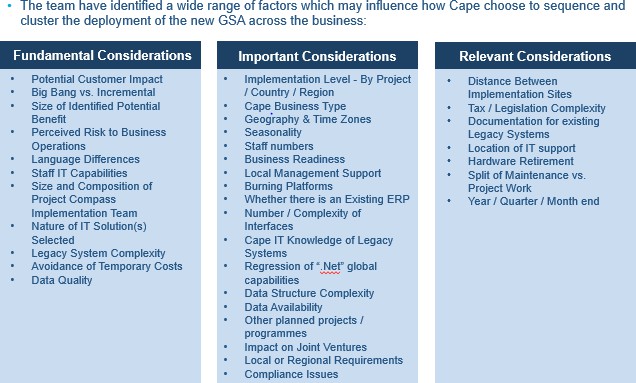 • The team have identified a wide range of factors which may influence how Cape choose to sequence and
cluster the deployment of the new GSA across the business:
Fundamental Considerations
• Potential Customer Impact
• Big Bang vs. Incremental
• Size of Identified Potential
Benefit
• Perceived Risk to Business
Operations
• Language Differences
• Staff IT Capabilities
• Size and Composition of
Project Compass
Implementation Team
• Nature of IT Solution(s)
Selected
• Legacy System Complexity
• Avoidance of Temporary Costs
• Data Quality
Important Considerations
• Implementation Level - By Project
/ Country / Region
• Cape Business Type
• Geography & Time Zones
• Seasonality
• Staff numbers
• Business Readiness
• Local Management Support
• Burning Platforms
• Whether there is an Existing ERP
• Number / Complexity of
Interfaces
• Cape IT Knowledge of Legacy
Systems
• Regression of “.Net” global
capabilities
• Data Structure Complexity
• Data Availability
• Other planned projects /
programmes
• Impact on Joint Ventures
• Local or Regional Requirements
• Compliance Issues
Relevant Considerations
• Distance Between
Implementation Sites
• Tax / Legislation Complexity
• Documentation for existing
Legacy Systems
• Location of IT support
• Hardware Retirement
• Split of Maintenance vs.
Project Work
• Year / Quarter / Month end